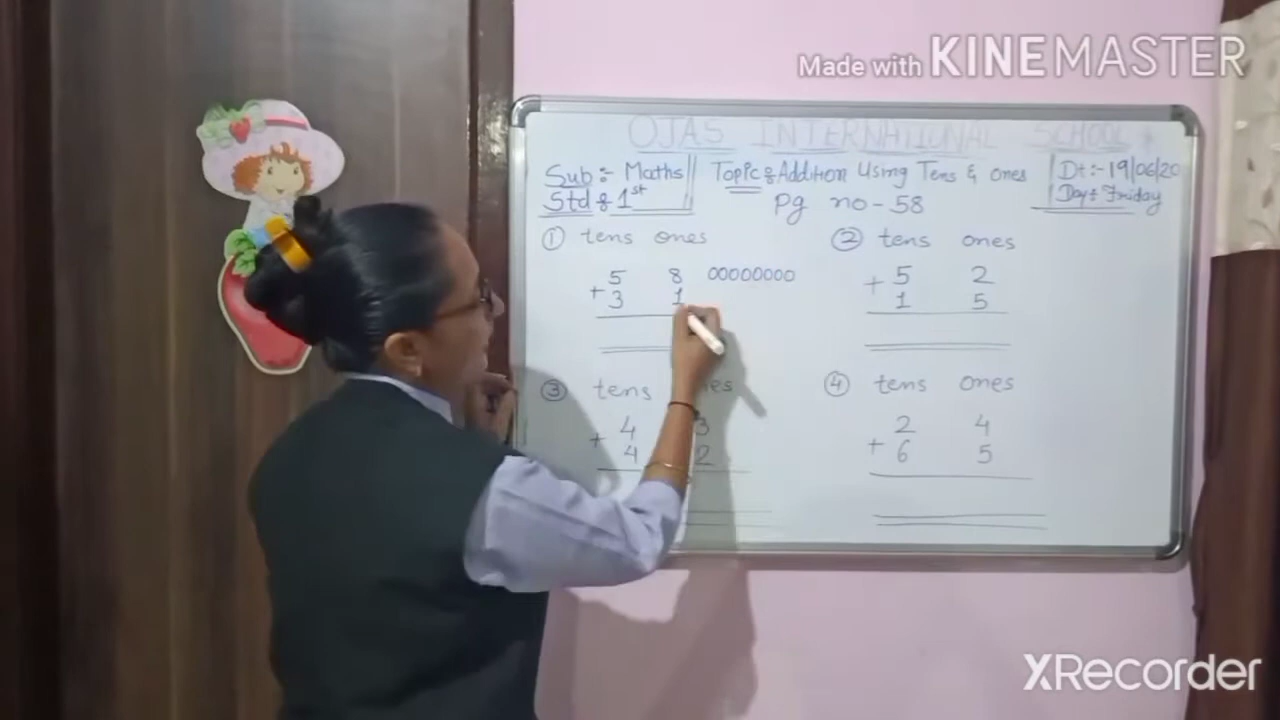 Made with KINEMASTER
OJAS INTERNATIONAL SCHOOL
Sub :- Maths Topic : Addition Using Tens & ones Dt :- 19/06/20
Std : 1st Pg no - 58 Day : Friday
① tens ones ② tens ones
5 8 00000000 + 5 2
+ 3 1 1 5
③ tens nes ④ tens ones
4 3 2 4
+ 4 2 + 6 5
XRecorder